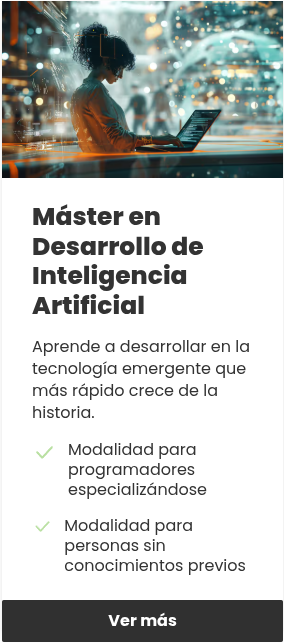 Máster en
Desarrollo de
Inteligencia
Artificial
Aprende a desarrollar en la
tecnología emergente que
más rápido crece de la
historia.
Modalidad para
programadores
especializándose
Modalidad para
personas sin
conocimientos previos
Ver más